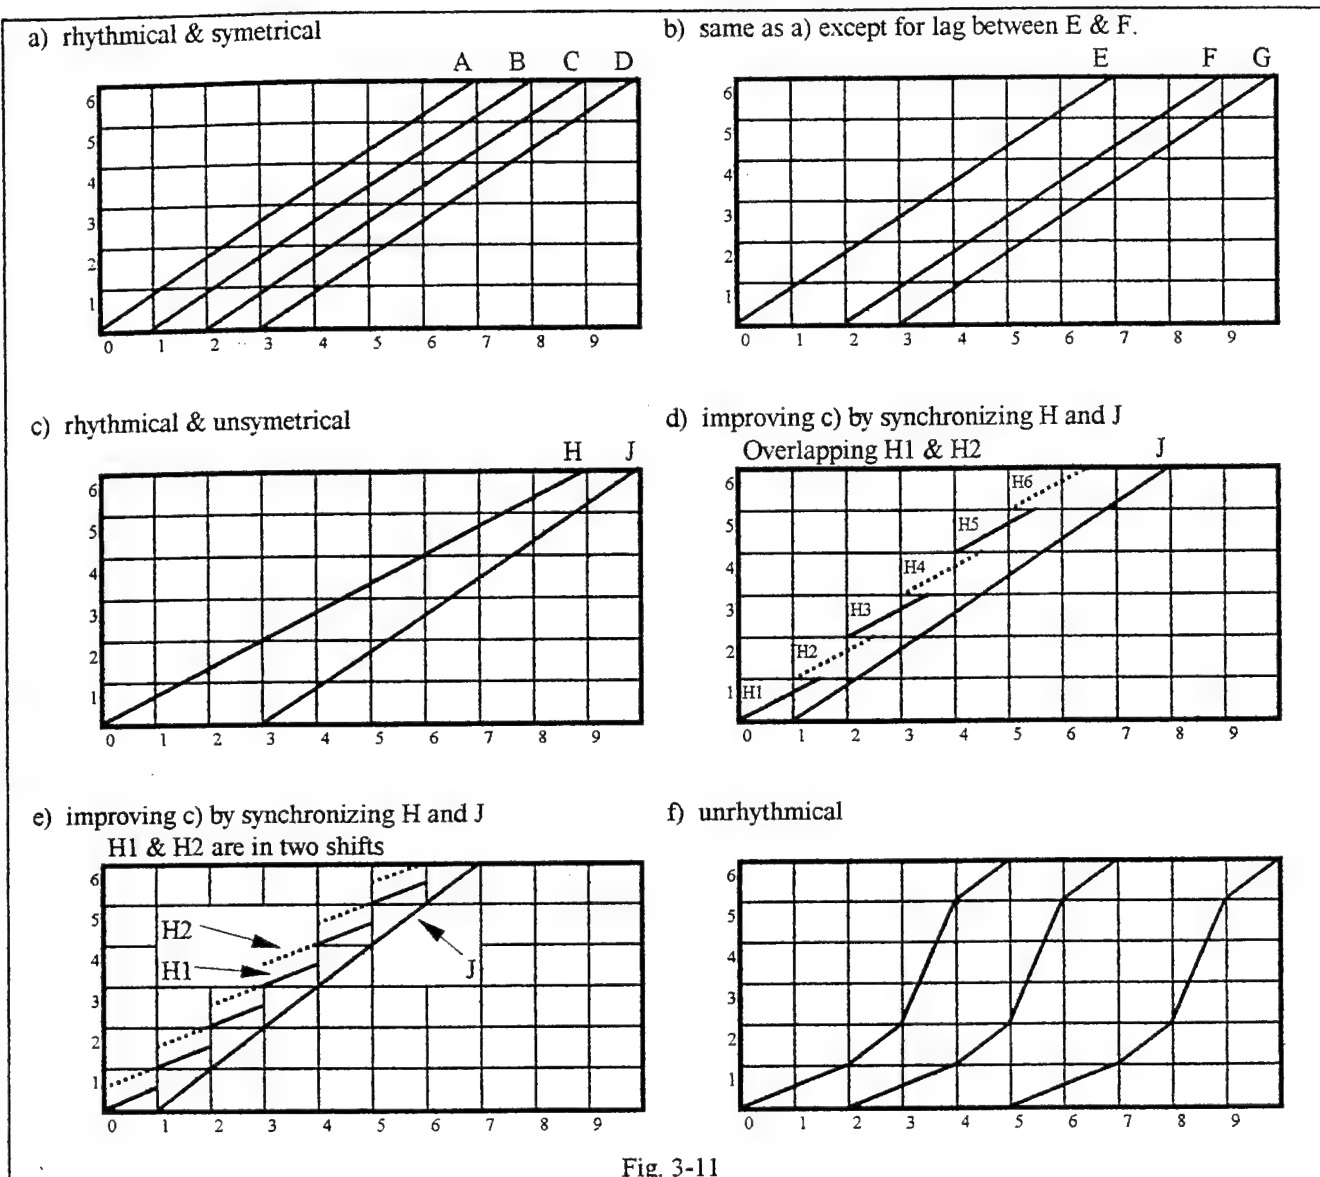 a) rhythmical & symetrical
A B C D
6
5
4
3
2
1
0 1 2 3 4 5 6 7 8 9
b) same as a) except for lag between E & F.
E F G
6
5
4
3
2
1
0 1 2 3 4 5 6 7 8 9
c) rhythmical & unsymetrical
H J
6
5
4
3
2
1
0 1 2 3 4 5 6 7 8 9
d) improving c) by synchronizing H and J
Overlapping H1 & H2
J
6 H6
5 H5
4 H4
3 H3
2 H2
1 H1
0 1 2 3 4 5 6 7 8 9
e) improving c) by synchronizing H and J
H1 & H2 are in two shifts
6
5
H2
4
H1 J
3
2
1
0 1 2 3 4 5 6 7 8 9
f) unrhythmical
6
5
4
3
2
1
0 1 2 3 4 5 6 7 8 9
Fig. 3-11